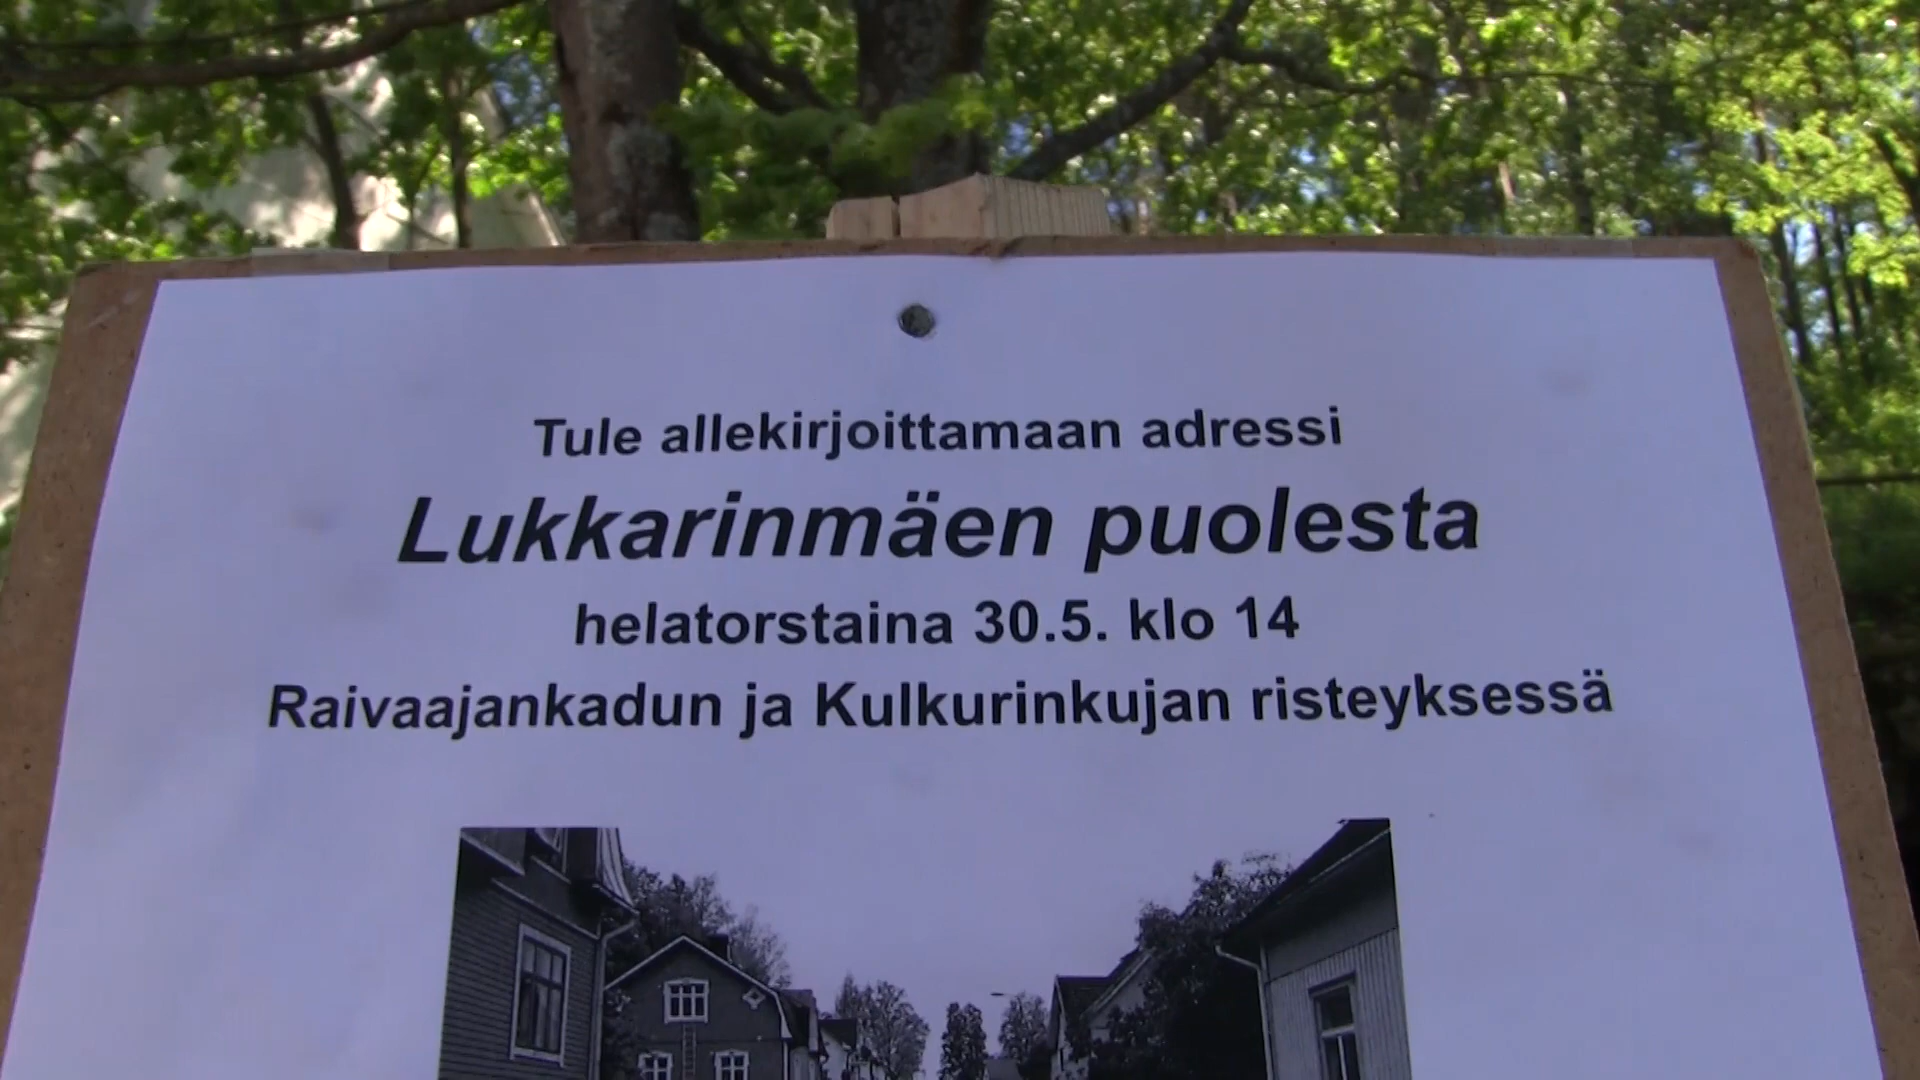 Tule allekirjoittamaan adressi
Lukkarinmäen puolesta
helatorstaina 30.5. klo 14
Raivaajankadun ja Kulkurinkujan risteyksessä